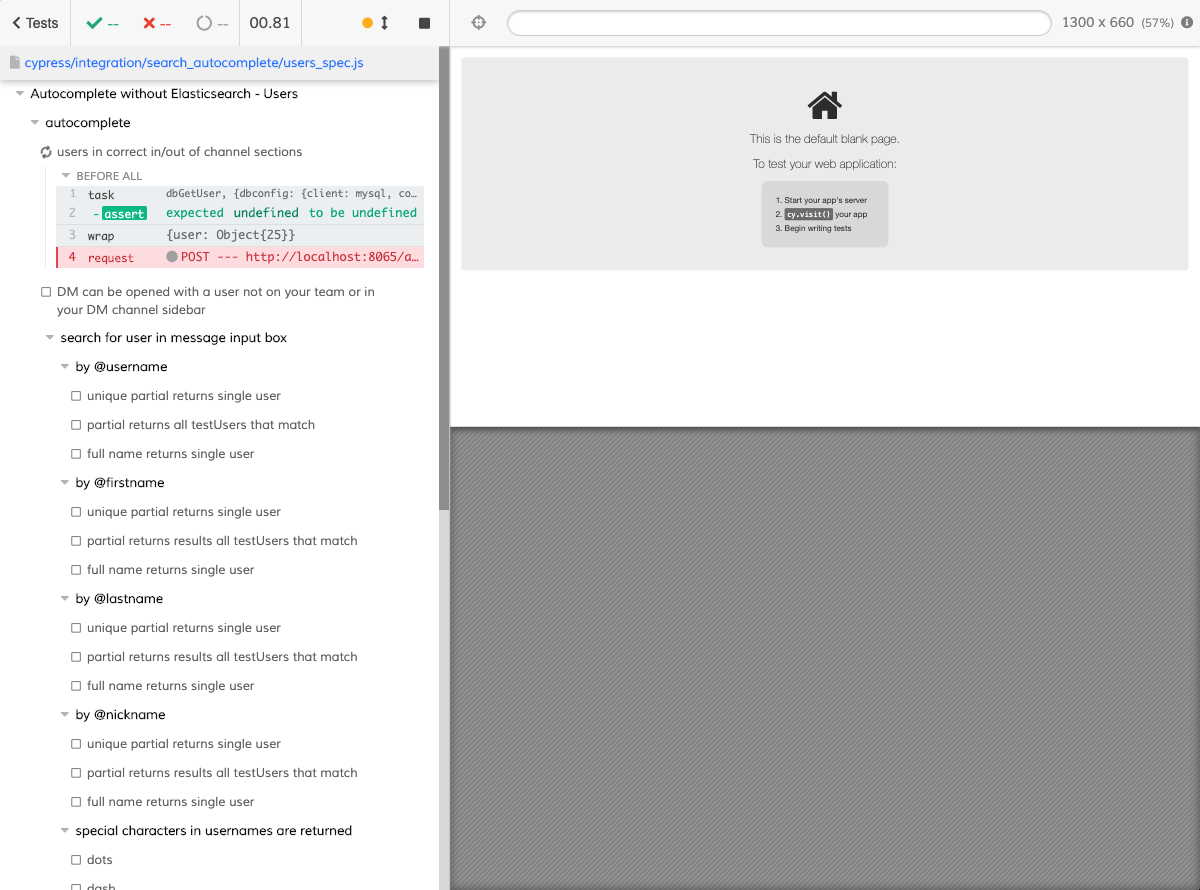 Tests
--
--
--
00.81
1300 x 660 (57%)
cypress/integration/search_autocomplete/users_spec.js
Autocomplete without Elasticsearch - Users
autocomplete
users in correct in/out of channel sections
BEFORE ALL
1 task dbGetUser, {dbconfig: {client: mysql, co…
2 -assert expected undefined to be undefined
3 wrap {user: Object{25}}
4 request POST --- http://localhost:8065/a…
DM can be opened with a user not on your team or in
your DM channel sidebar
search for user in message input box
by @username
unique partial returns single user
partial returns all testUsers that match
full name returns single user
by @firstname
unique partial returns single user
partial returns results all testUsers that match
full name returns single user
by @lastname
unique partial returns single user
partial returns results all testUsers that match
full name returns single user
by @nickname
unique partial returns single user
partial returns results all testUsers that match
full name returns single user
special characters in usernames are returned
dots
dash
This is the default blank page.
To test your web application:
1. Start your app's server
2. cy.visit() your app
3. Begin writing tests